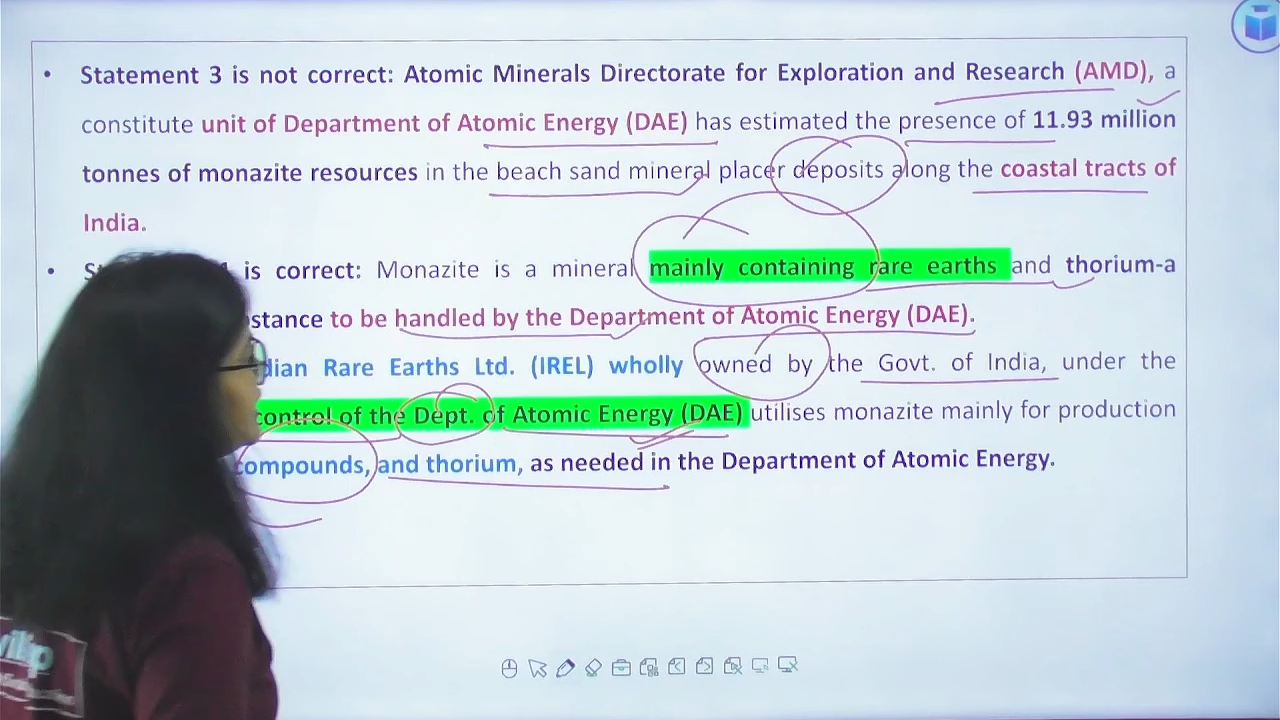 • Statement 3 is not correct: Atomic Minerals Directorate for Exploration and Research (AMD), a
constitute unit of Department of Atomic Energy (DAE) has estimated the presence of 11.93 million
tonnes of monazite resources in the beach sand mineral placer deposits along the coastal tracts of
India.
• is correct: Monazite is a mineral mainly containing rare earths and thorium-a
stance to be handled by the Department of Atomic Energy (DAE).
dian Rare Earths Ltd. (IREL) wholly owned by the Govt. of India, under the
control of the Dept. of Atomic Energy (DAE) utilises monazite mainly for production
compounds, and thorium, as needed in the Department of Atomic Energy.